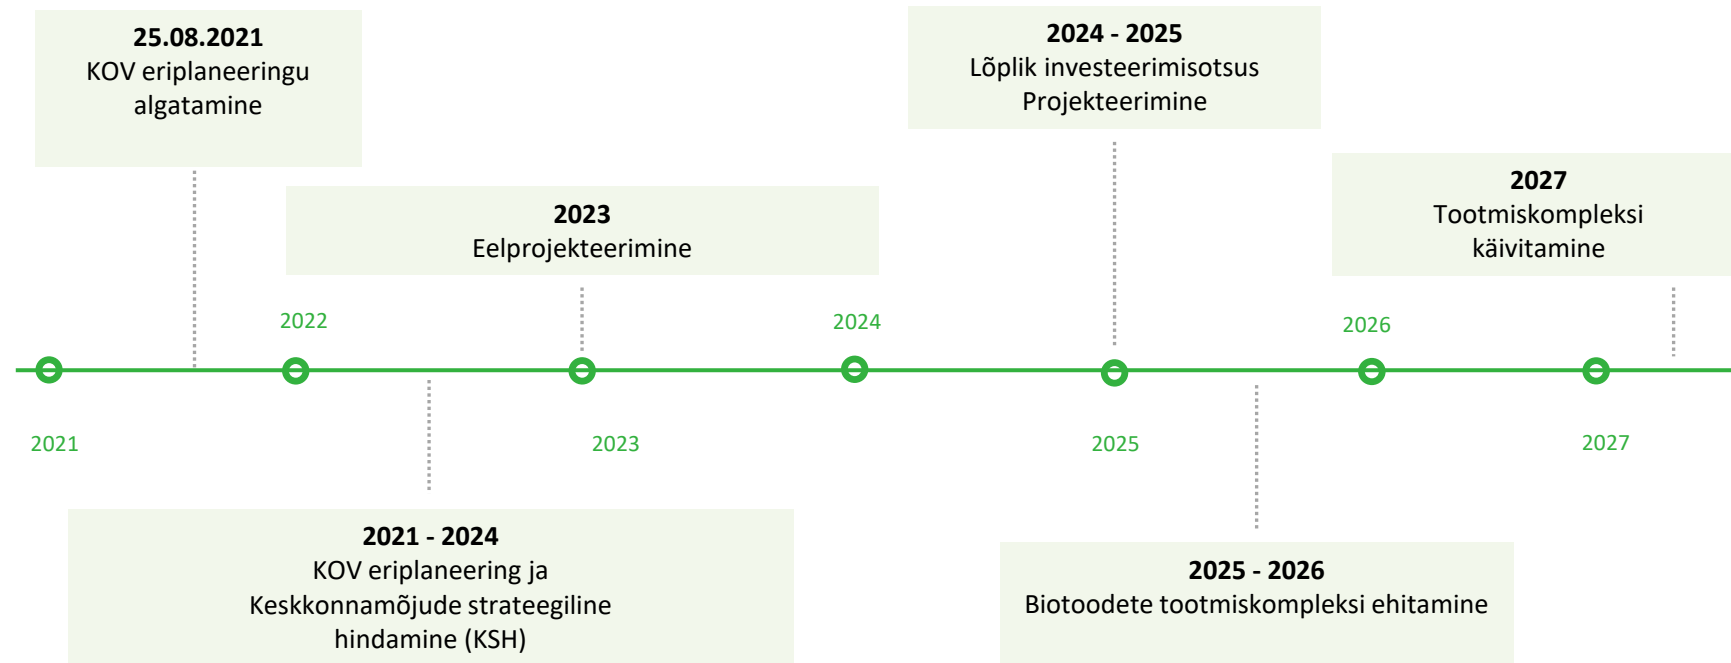 25.08.2021
KOV eriplaneeringu
algatamine
2024 - 2025
Lõplik investeerimisotsus
Projekteerimine
2023
Eelprojekteerimine
2027
Tootmiskompleksi
käivitamine
2022
2024
2026
2021
2023
2025
2027
2021 - 2024
KOV eriplaneering ja
Keskkonnamõjude strateegiline
hindamine (KSH)
2025 - 2026
Biotoodete tootmiskompleksi ehitamine